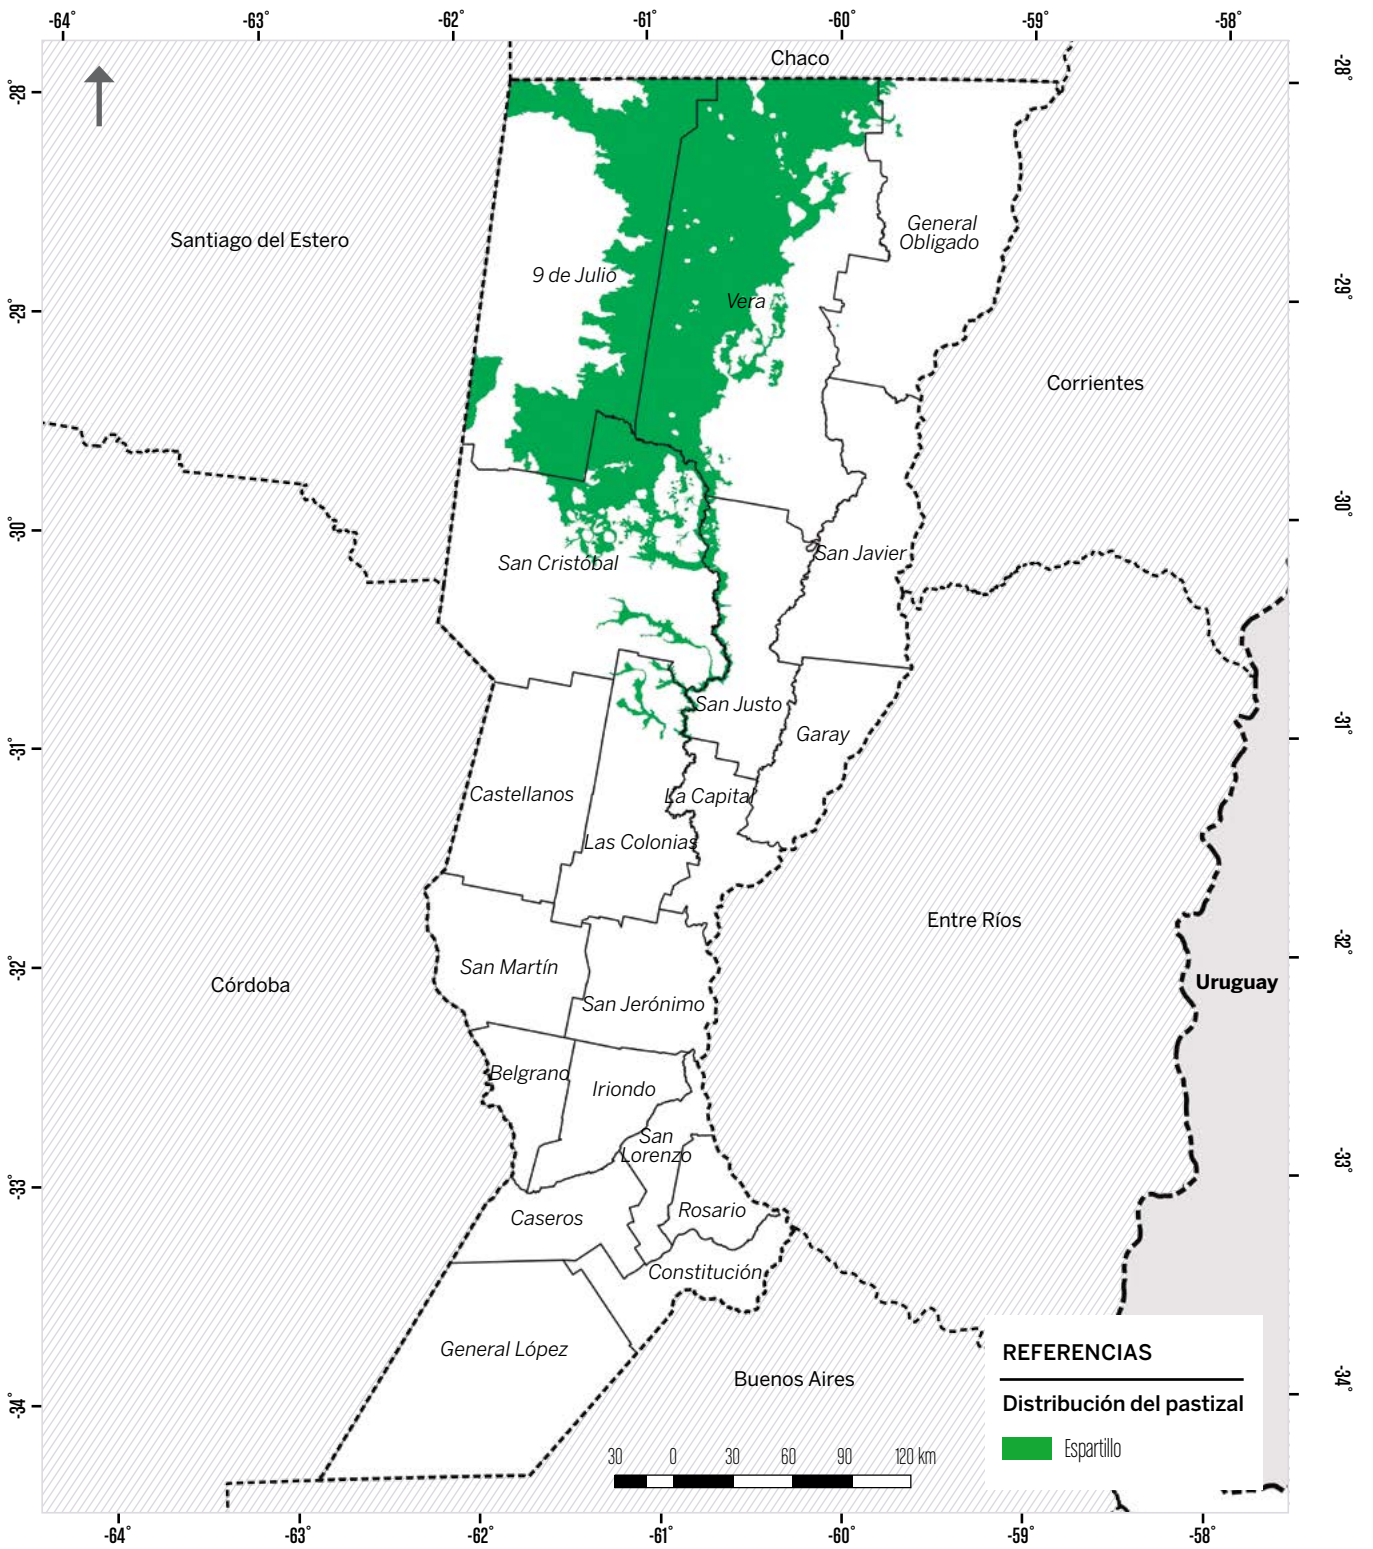 -64°
-63°
-62°
-61°
-60°
-59°
-58°
Chaco
-28°
-28°
General
Obligado
Santiago del Estero
9 de Julio
-29°
-29°
Vera
Corrientes
-30°
-30°
San Javier
San Cristóbal
San Justo
-31°
-31°
Garay
Castellanos
La Capital
Las Colonias
Entre Ríos
-32°
-32°
San Martín
Córdoba
Uruguay
San Jerónimo
Belgrano
Iriondo
San
Lorenzo
-33°
-33°
Caseros
Rosario
Constitución
General López
Buenos Aires
-34°
-34°
REFERENCIAS
Distribución del pastizal
Espartillo
30 0 30 60 90 120 km
-64°
-63°
-62°
-61°
-60°
-59°
-58°